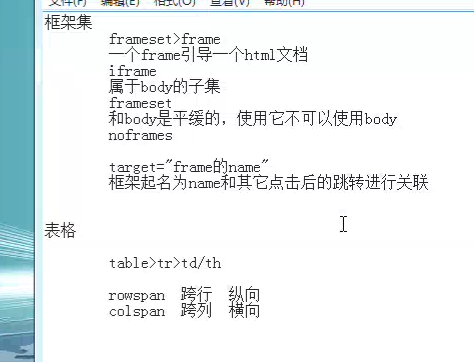 文件(F) 编辑(E) 格式(O) 查看(V) 帮助(H)
框架集
frameset>frame
一个frame引导一个html文档
iframe
属于body的子集
frameset
和body是平缓的，使用它不可以使用body
noframes
target="frame的name"
框架起名为name和其它点击后的跳转进行关联
表格
table>tr>td/th
rowspan 跨行 纵向
colspan 跨列 横向